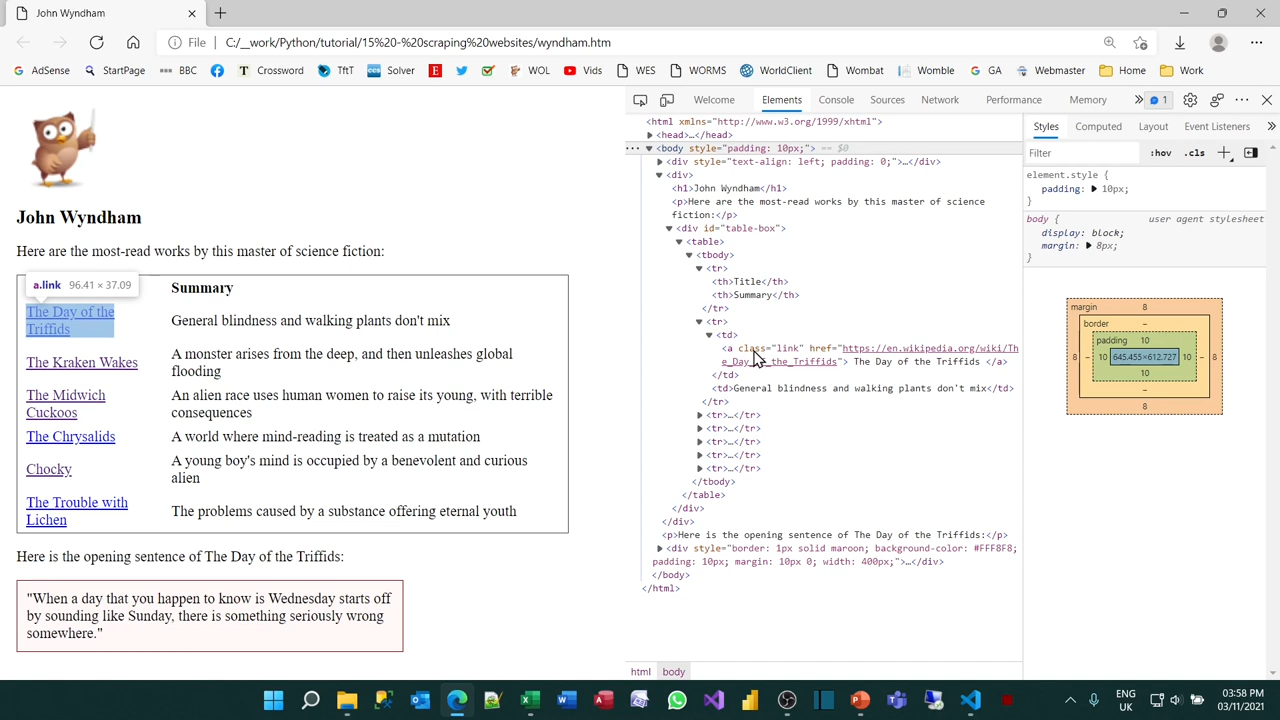 John Wyndham
File C:/__work/Python/tutorial/15%20-%20scraping%20websites/wyndham.htm
AdSense StartPage BBC Crossword TftT Solver WOL Vids WES WORMS WorldClient Wombat Womble GA Webmaster Home Work
John Wyndham
Here are the most-read works by this master of science fiction:
a.link 96.41 × 37.09
Summary
The Day of the
Triffids
General blindness and walking plants don't mix
The Kraken Wakes
A monster arises from the deep, and then unleashes global
flooding
The Midwich
Cuckoos
An alien race uses human women to raise its young, with terrible
consequences
The Chrysalids
A world where mind-reading is treated as a mutation
Chocky
A young boy's mind is occupied by a benevolent and curious
alien
The Trouble with
Lichen
The problems caused by a substance offering eternal youth
Here is the opening sentence of The Day of the Triffids:
"When a day that you happen to know is Wednesday starts off
by sounding like Sunday, there is something seriously wrong
somewhere."
Welcome Elements Console Sources Network Performance Memory » 1
<html xmlns="http://www.w3.org/1999/xhtml">
<head>…</head>
<body style="padding: 10px;"> == $0
<div style="text-align: left; padding: 0;">…</div>
<div>
<h1>John Wyndham</h1>
<p>Here are the most-read works by this master of science
fiction:</p>
<div id="table-box">
<table>
<tbody>
<tr>
<th>Title</th>
<th>Summary</th>
</tr>
<tr>
<td>
<a class="link" href="https://en.wikipedia.org/wiki/Th
e_Day_ _the_Triffids"> The Day of the Triffids </a>
</td>
<td>General blindness and walking plants don't mix</td>
</tr>
<tr>…</tr>
<tr>…</tr>
<tr>…</tr>
<tr>…</tr>
<tr>…</tr>
</tbody>
</table>
</div>
</div>
<p>Here is the opening sentence of The Day of the Triffids:</p>
<div style="border: 1px solid maroon; background-color: #FFF8F8;
padding: 10px; margin: 10px 0; width: 400px;">…</div>
</body>
</html>
html body
Styles Computed Layout Event Listeners »
Filter :hov .cls
element.style {
padding: 10px;
}
body { user agent stylesheet
display: block;
margin: 8px;
}
margin 8
border –
padding 10
8 – 10 645.455×612.727 10 – 8
10
–
8
ENG
UK
03:58 PM
03/11/2021